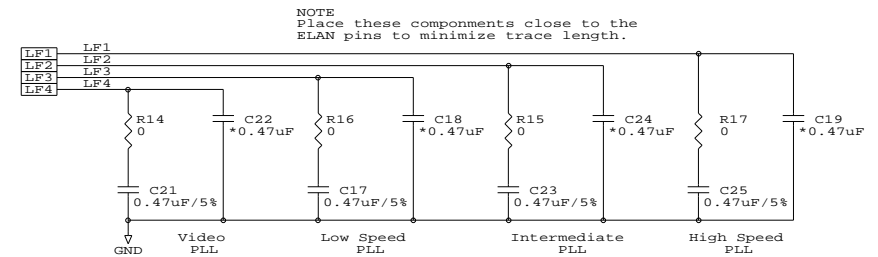 NOTE
Place these componments close to the
ELAN pins to minimize trace length.
LF1 LF1
LF2 LF2
LF3 LF3
LF4 LF4
R14
0
C22
*0.47uF
R16
0
C18
*0.47uF
R15
0
C24
*0.47uF
R17
0
C19
*0.47uF
C21
0.47uF/5%
C17
0.47uF/5%
C23
0.47uF/5%
C25
0.47uF/5%
GND
Video
PLL
Low Speed
PLL
Intermediate
PLL
High Speed
PLL